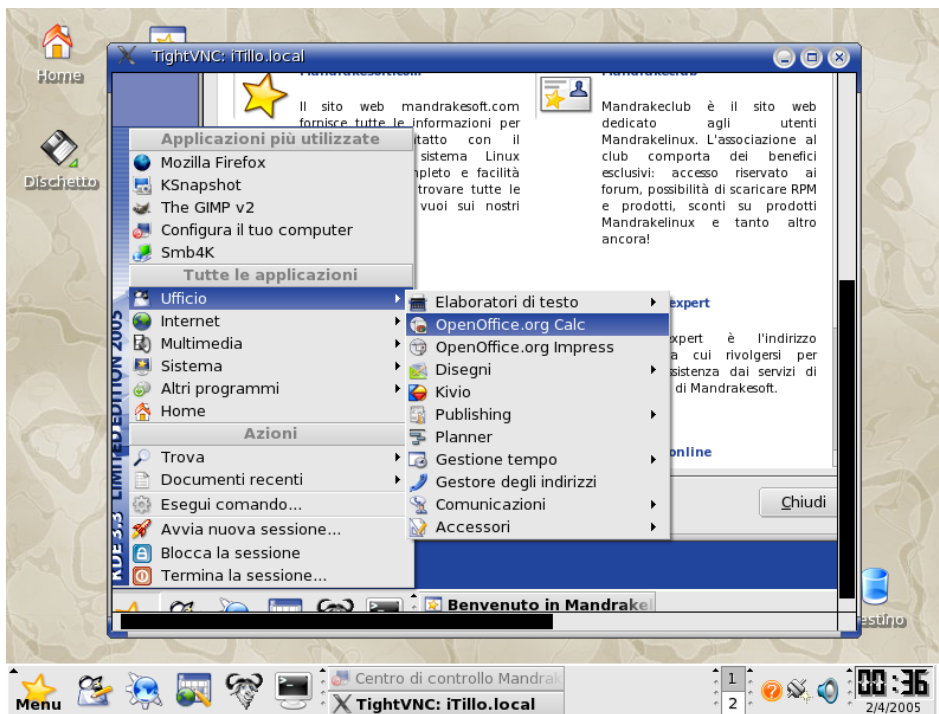 Home
Dischetto
TightVNC: iTillo.local
Il sito web mandrakesoft.com
fornisce tutte le informazioni per
con il
sistema Linux
e facilità
trovare tutte le
vuoi sui nostri
Mandrakeclub è il sito web
dedicato agli utenti
Mandrakelinux. L'associazione al
club comporta dei benefici
esclusivi: accesso riservato ai
forum, possibilità di scaricare RPM
e prodotti, sconti su prodotti
Mandrakelinux e tanto altro
ancora!
expert
è l'indirizzo
a cui rivolgersi per
dai servizi di
di Mandrakesoft.
online
Chiudi
KDE 3.3 LIMITED EDITION 2005
Applicazioni più utilizzate
Mozilla Firefox
KSnapshot
The GIMP v2
Configura il tuo computer
Smb4K
Tutte le applicazioni
Ufficio
Internet
Multimedia
Sistema
Altri programmi
Home
Azioni
Trova
Documenti recenti
Esegui comando...
Avvia nuova sessione...
Blocca la sessione
Termina la sessione...
Elaboratori di testo
OpenOffice.org Calc
OpenOffice.org Impress
Disegni
Kivio
Publishing
Planner
Gestione tempo
Gestore degli indirizzi
Comunicazioni
Accessori
Benvenuto in Mandrakel
estino
Menu
Centro di controllo Mandrak
TightVNC: iTillo.local
1
2
00:36
2/4/2005